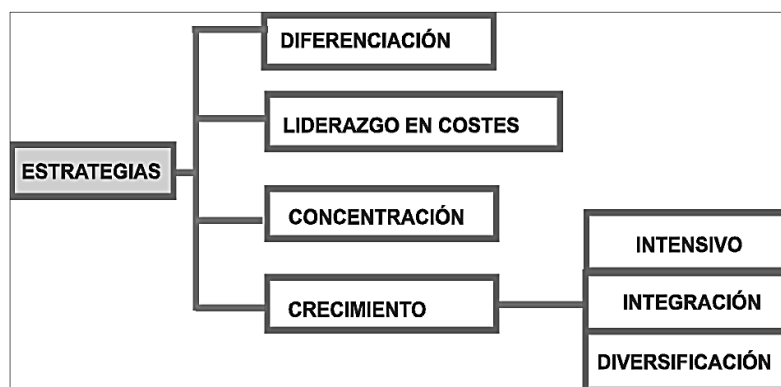 DIFERENCIACIÓN
LIDERAZGO EN COSTES
ESTRATEGIAS
CONCENTRACIÓN
CRECIMIENTO
INTENSIVO
INTEGRACIÓN
DIVERSIFICACIÓN